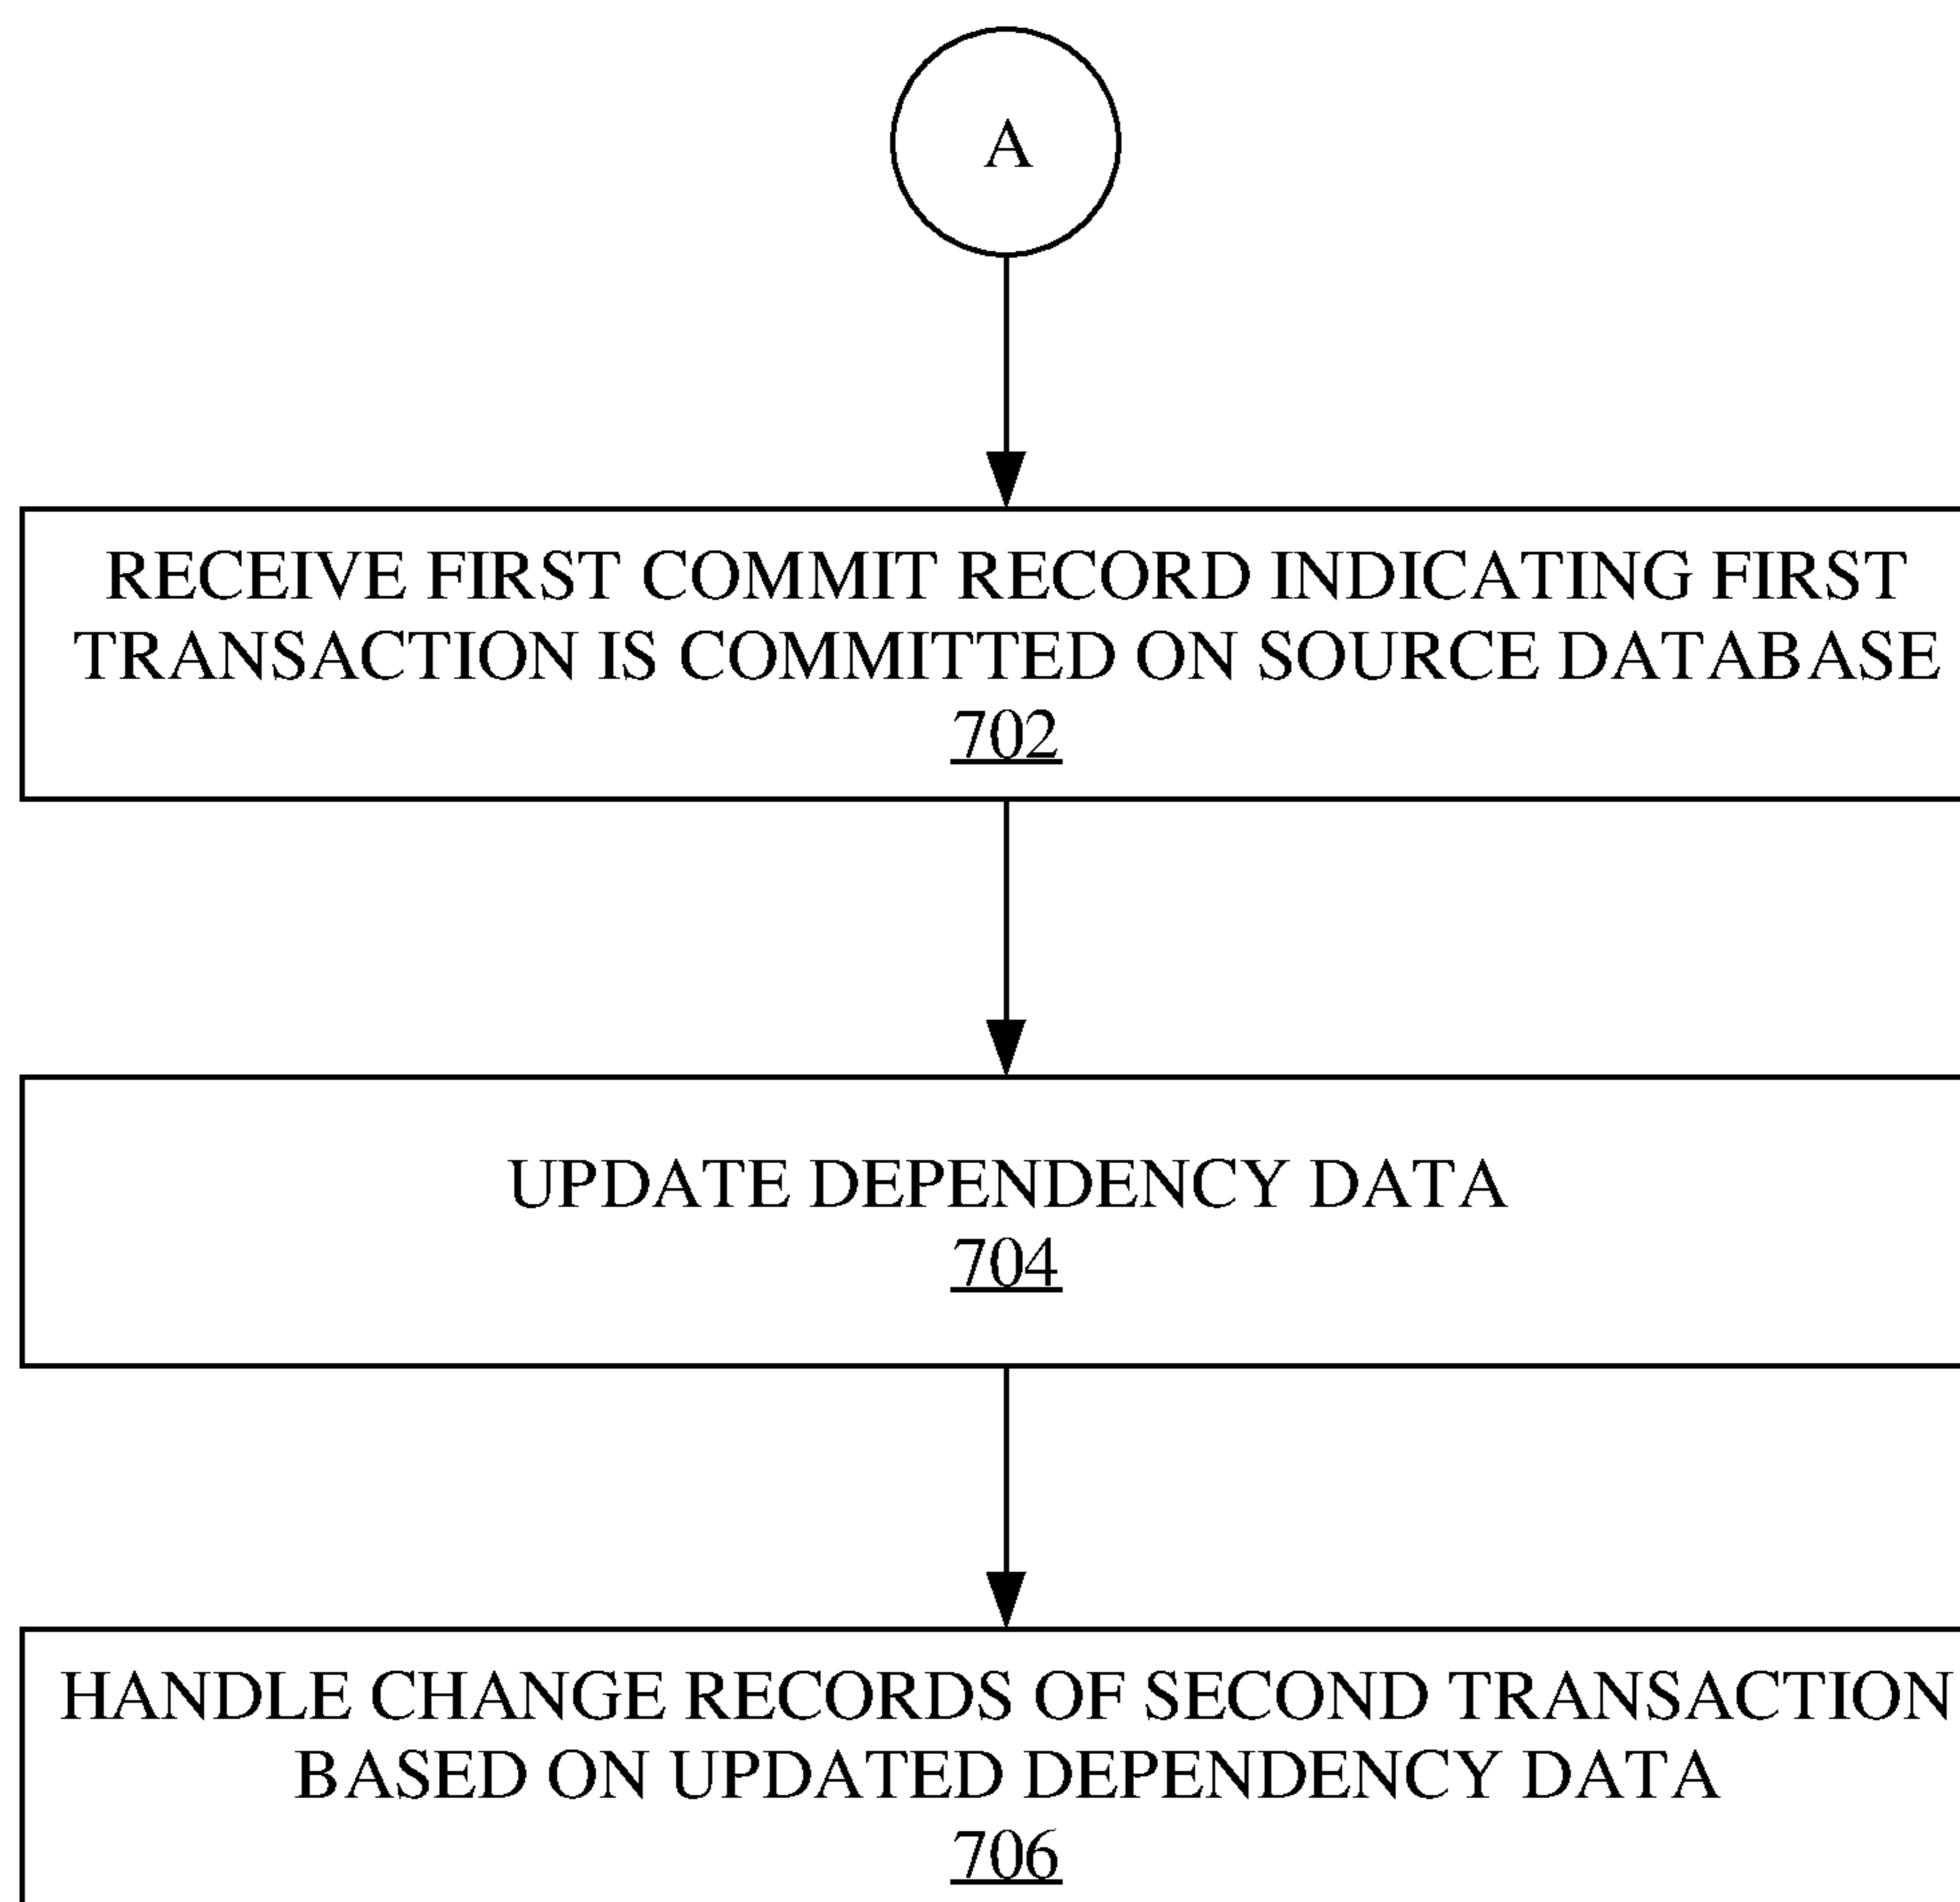 A
RECEIVE FIRST COMMIT RECORD INDICATING FIRST
TRANSACTION IS COMMITTED ON SOURCE DATABASE
702
UPDATE DEPENDENCY DATA
704
HANDLE CHANGE RECORDS OF SECOND TRANSACTION
BASED ON UPDATED DEPENDENCY DATA
706